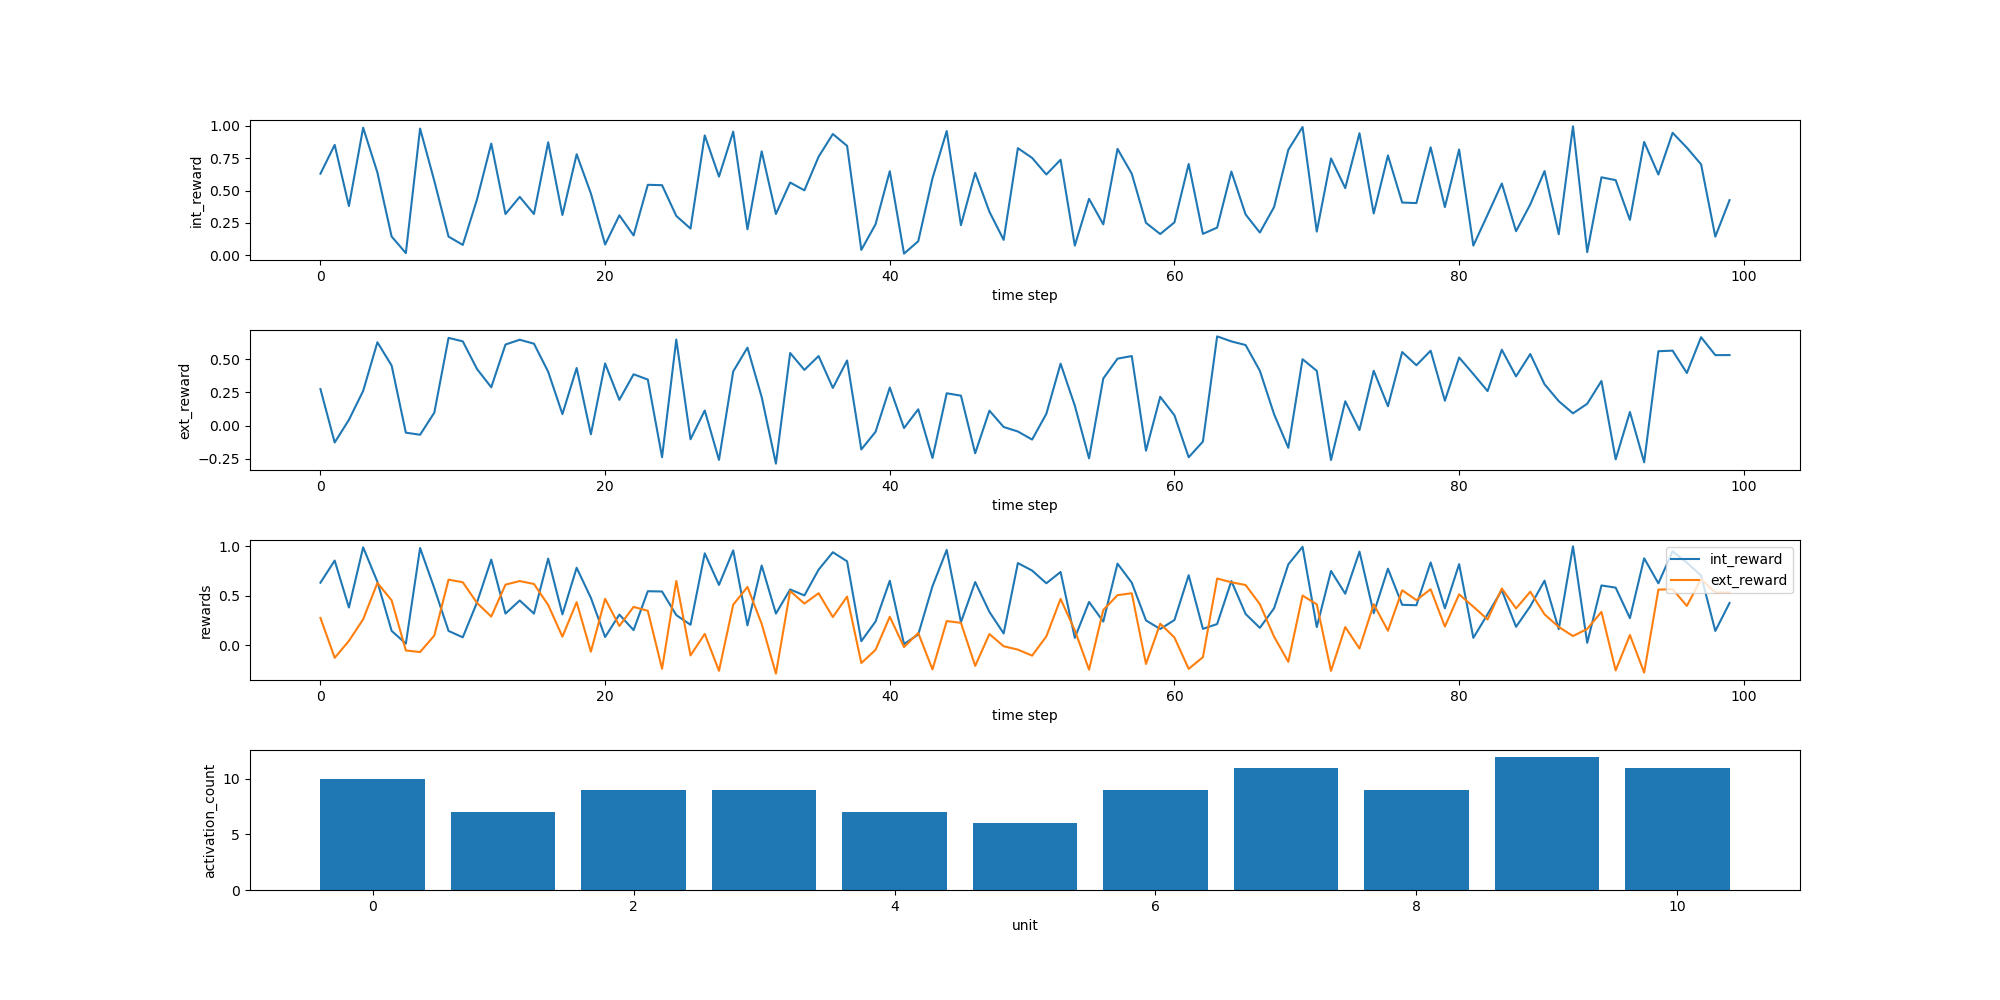 1.00
0.75
0.50
0.25
0.00
int_reward
0 20 40 60 80 100
time step
0.50
0.25
0.00
−0.25
ext_reward
0 20 40 60 80 100
time step
1.0
0.5
0.0
rewards
int_reward
ext_reward
0 20 40 60 80 100
time step
10
5
0
activation_count
0 2 4 6 8 10
unit